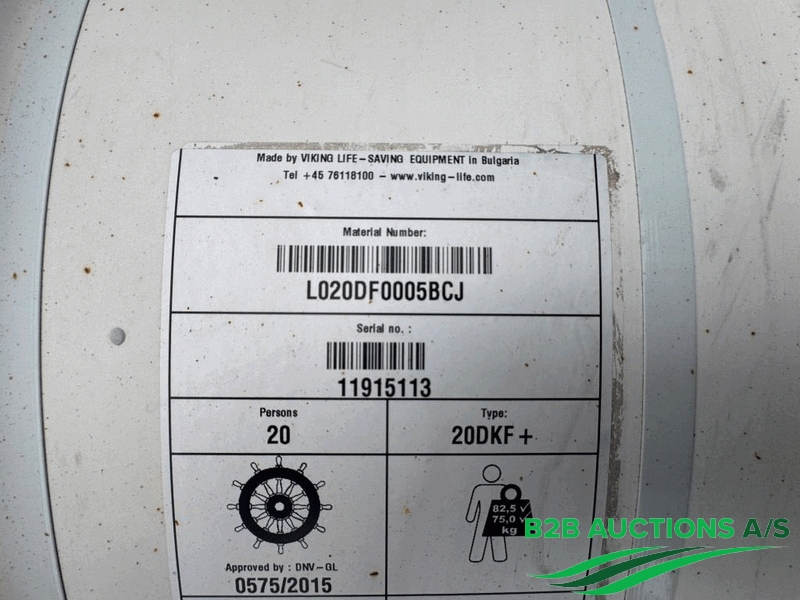 Made by VIKING LIFE-SAVING EQUIPMENT in Bulgaria
Tel +45 76118100 - www.viking-life.com
Material Number:
L020DF0005BCJ
Serial no. :
11915113
Persons
20
Type:
20DKF+
82,5 √
75,0 √
kg
Approved by : DNV-GL
0575/2015
B2B AUCTIONS A/S